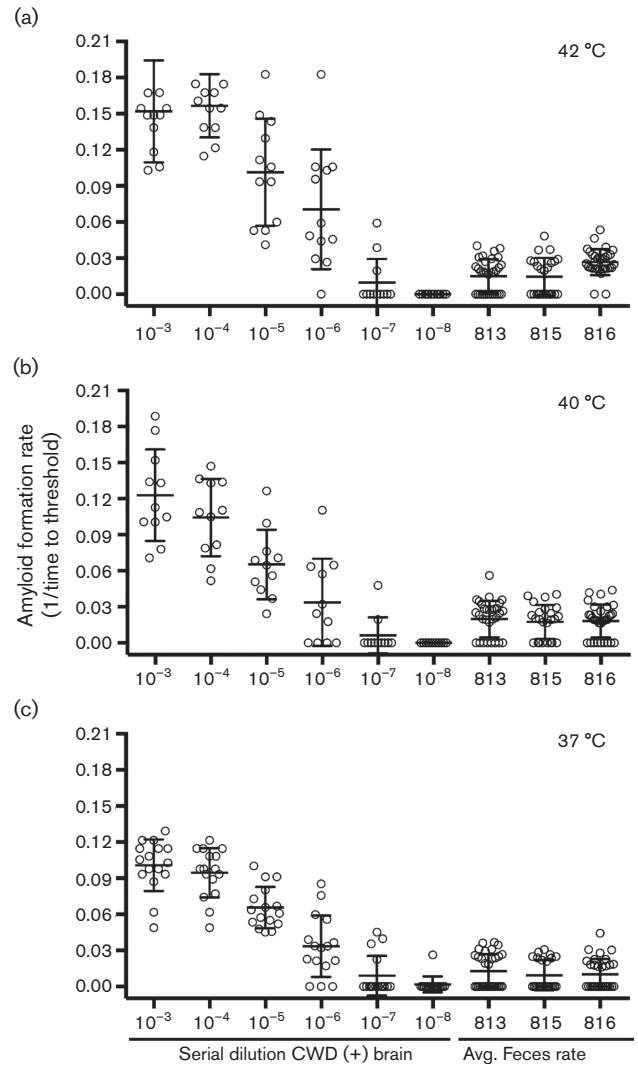 (a)
42 °C
0.21
0.18
0.15
0.12
0.09
0.06
0.03
0.00
10⁻³ 10⁻⁴ 10⁻⁵ 10⁻⁶ 10⁻⁷ 10⁻⁸ 813 815 816
(b)
40 °C
0.21
0.18
0.15
0.12
0.09
0.06
0.03
0.00
Amyloid formation rate
(1/time to threshold)
10⁻³ 10⁻⁴ 10⁻⁵ 10⁻⁶ 10⁻⁷ 10⁻⁸ 813 815 816
(c)
37 °C
0.21
0.18
0.15
0.12
0.09
0.06
0.03
0.00
10⁻³ 10⁻⁴ 10⁻⁵ 10⁻⁶ 10⁻⁷ 10⁻⁸ 813 815 816
Serial dilution CWD (+) brain Avg. Feces rate